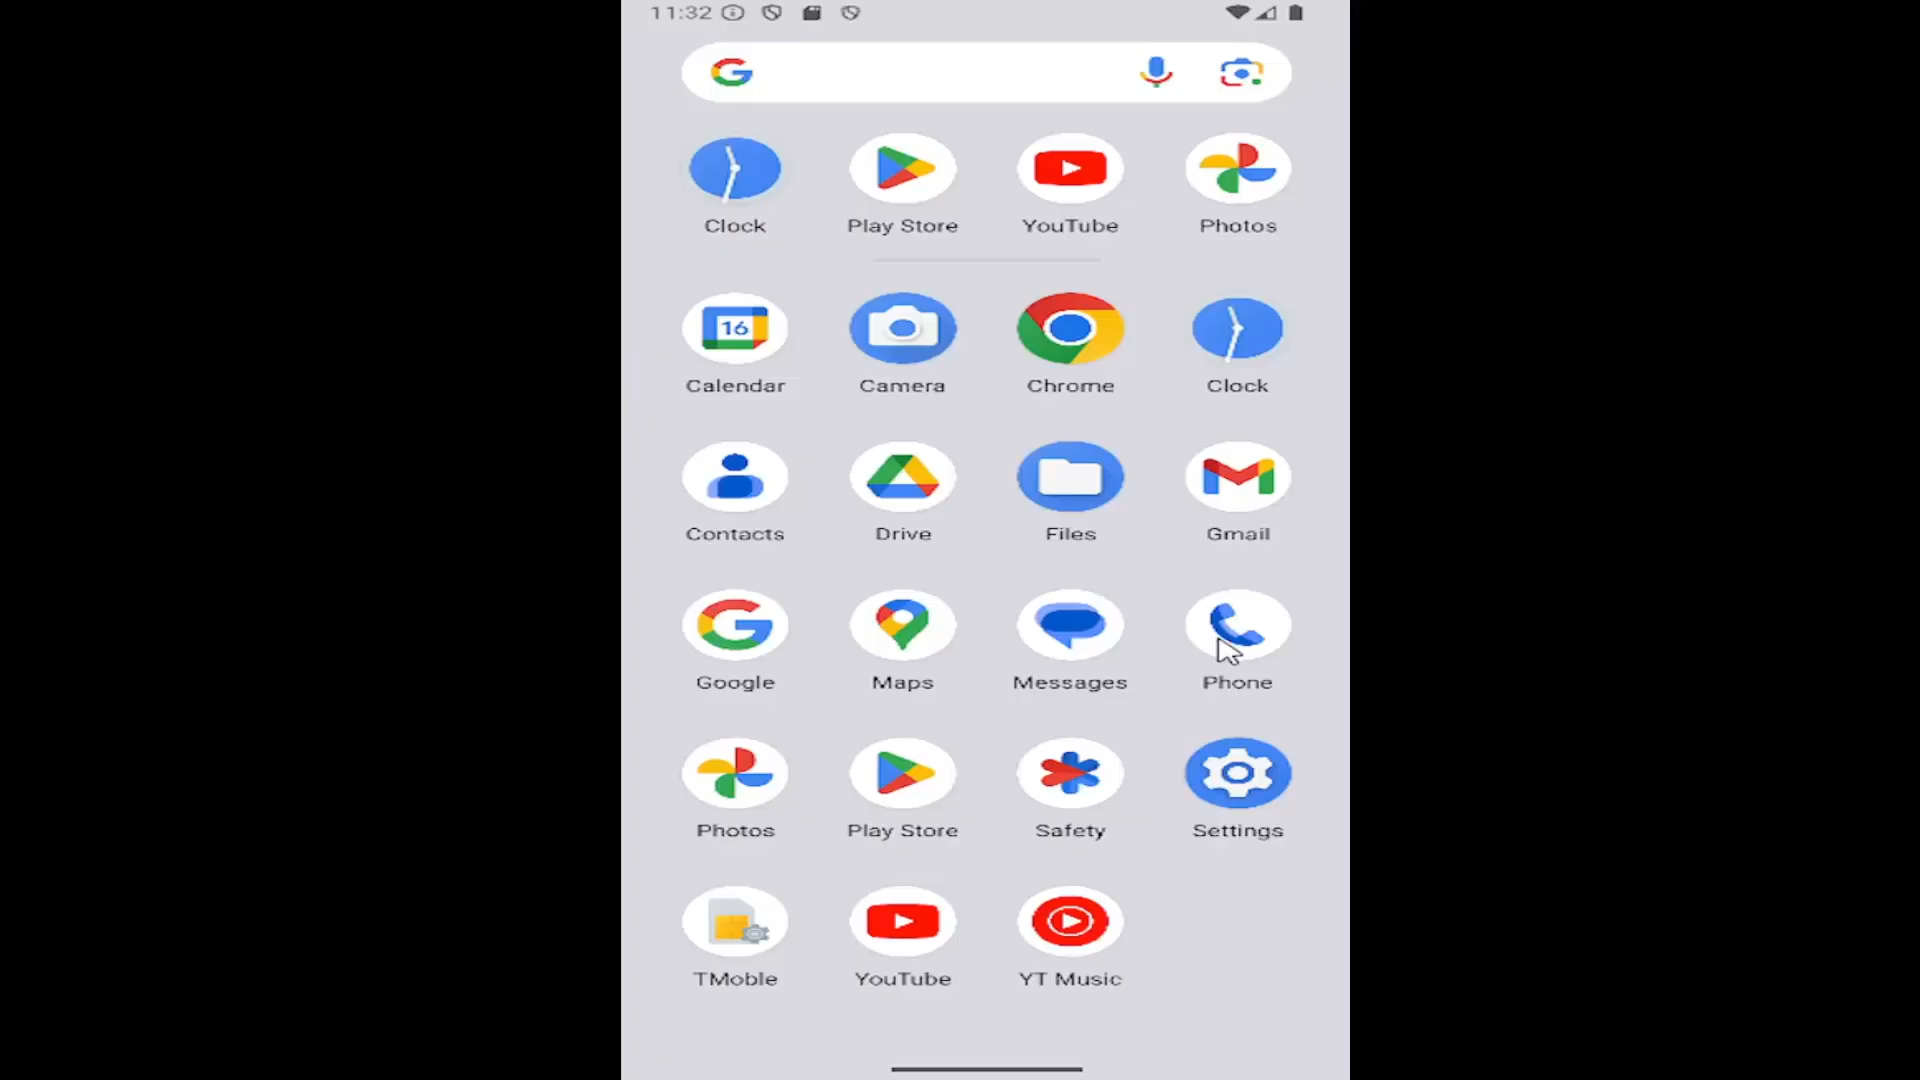 11:32
Clock Play Store YouTube Photos
16
Calendar Camera Chrome Clock
Contacts Drive Files Gmail
Google Maps Messages Phone
Photos Play Store Safety Settings
TMoble YouTube YT Music